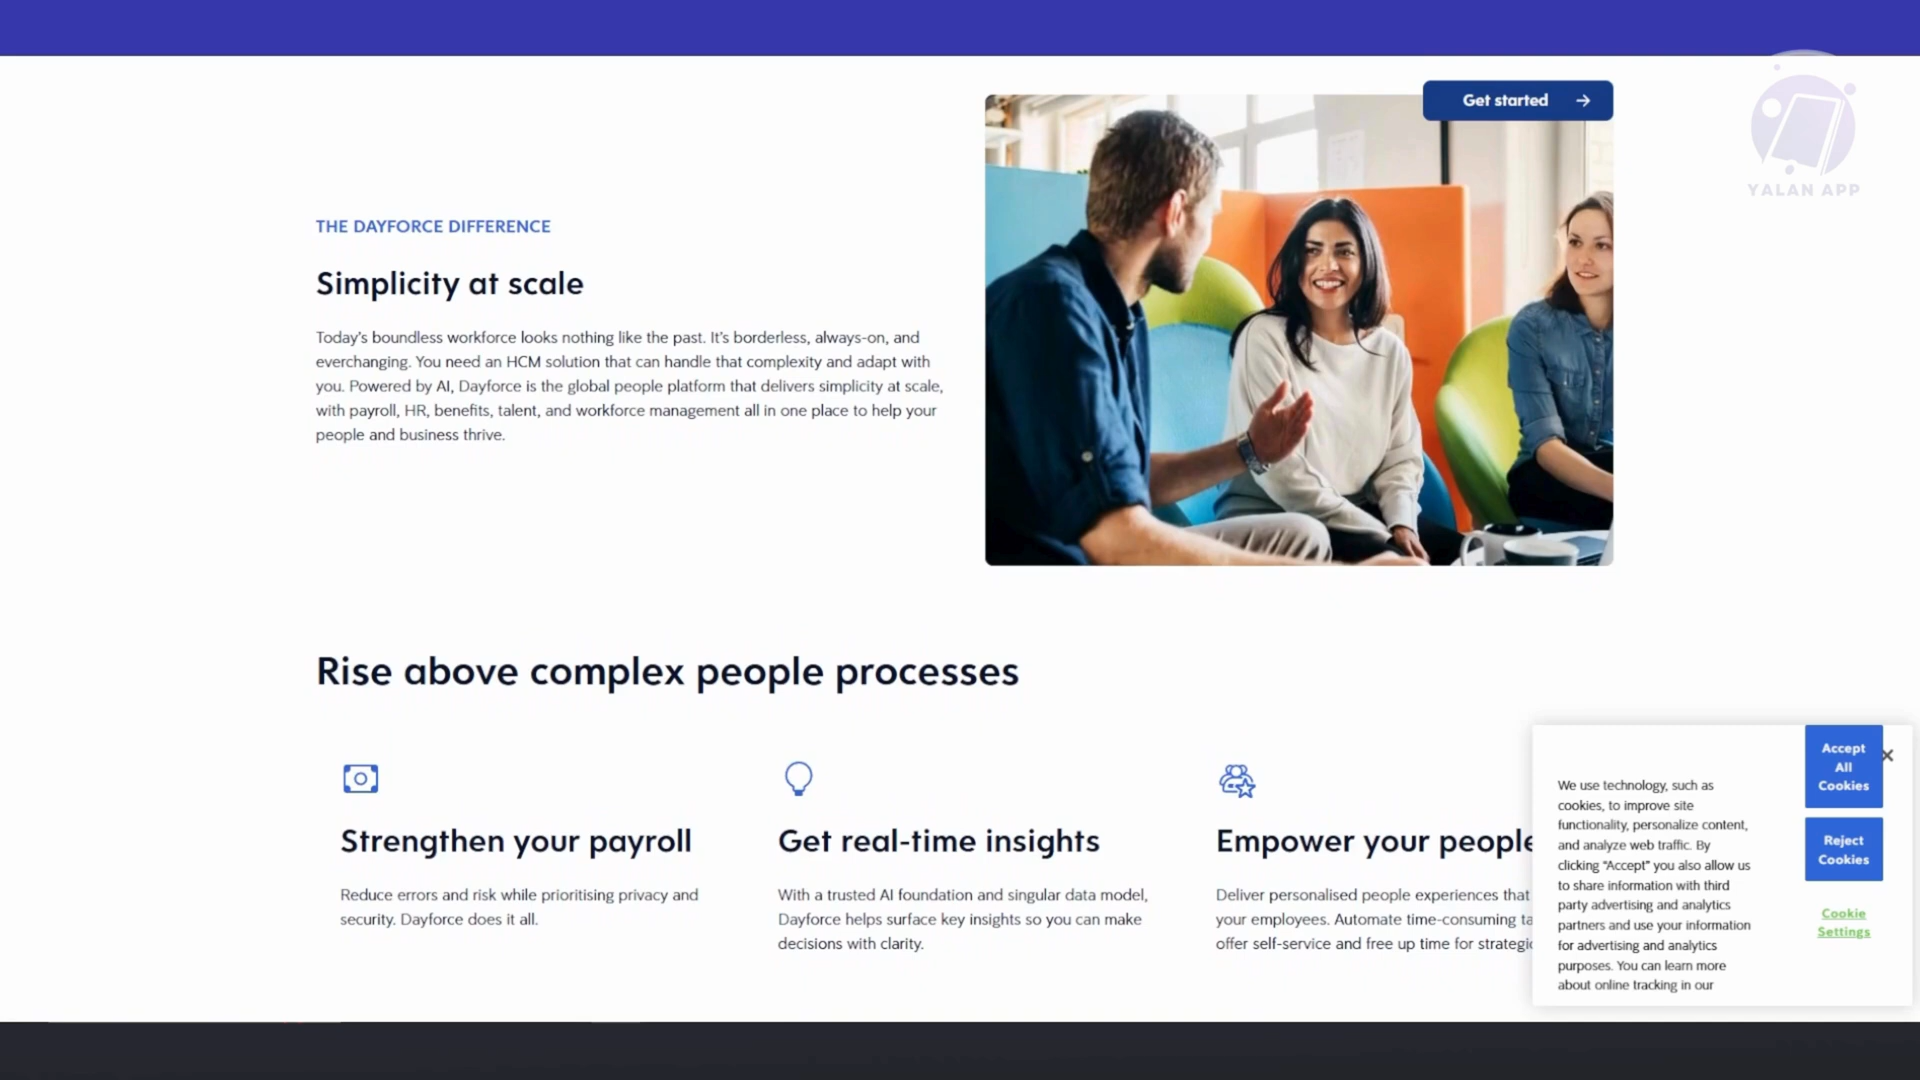 Get started
YALAN APP
THE DAYFORCE DIFFERENCE
Simplicity at scale
Today's boundless workforce looks nothing like the past. It's borderless, always-on, and
everchanging. You need an HCM solution that can handle that complexity and adapt with
you. Powered by AI, Dayforce is the global people platform that delivers simplicity at scale,
with payroll, HR, benefits, talent, and workforce management all in one place to help your
people and business thrive.
Rise above complex people processes
Strengthen your payroll
Reduce errors and risk while prioritising privacy and
security. Dayforce does it all.
Get real-time insights
With a trusted AI foundation and singular data model,
Dayforce helps surface key insights so you can make
decisions with clarity.
Empower your people
Deliver personalised people experiences that
your employees. Automate time-consuming
offer self-service and free up time for
We use technology, such as
cookies, to improve site
functionality, personalize content,
and analyze web traffic. By
clicking "Accept" you also allow us
to share information with third
party advertising and analytics
partners and use your information
for advertising and analytics
purposes. You can learn more
about online tracking in our
Accept
All
Cookies
Reject
Cookies
Cookie
Settings